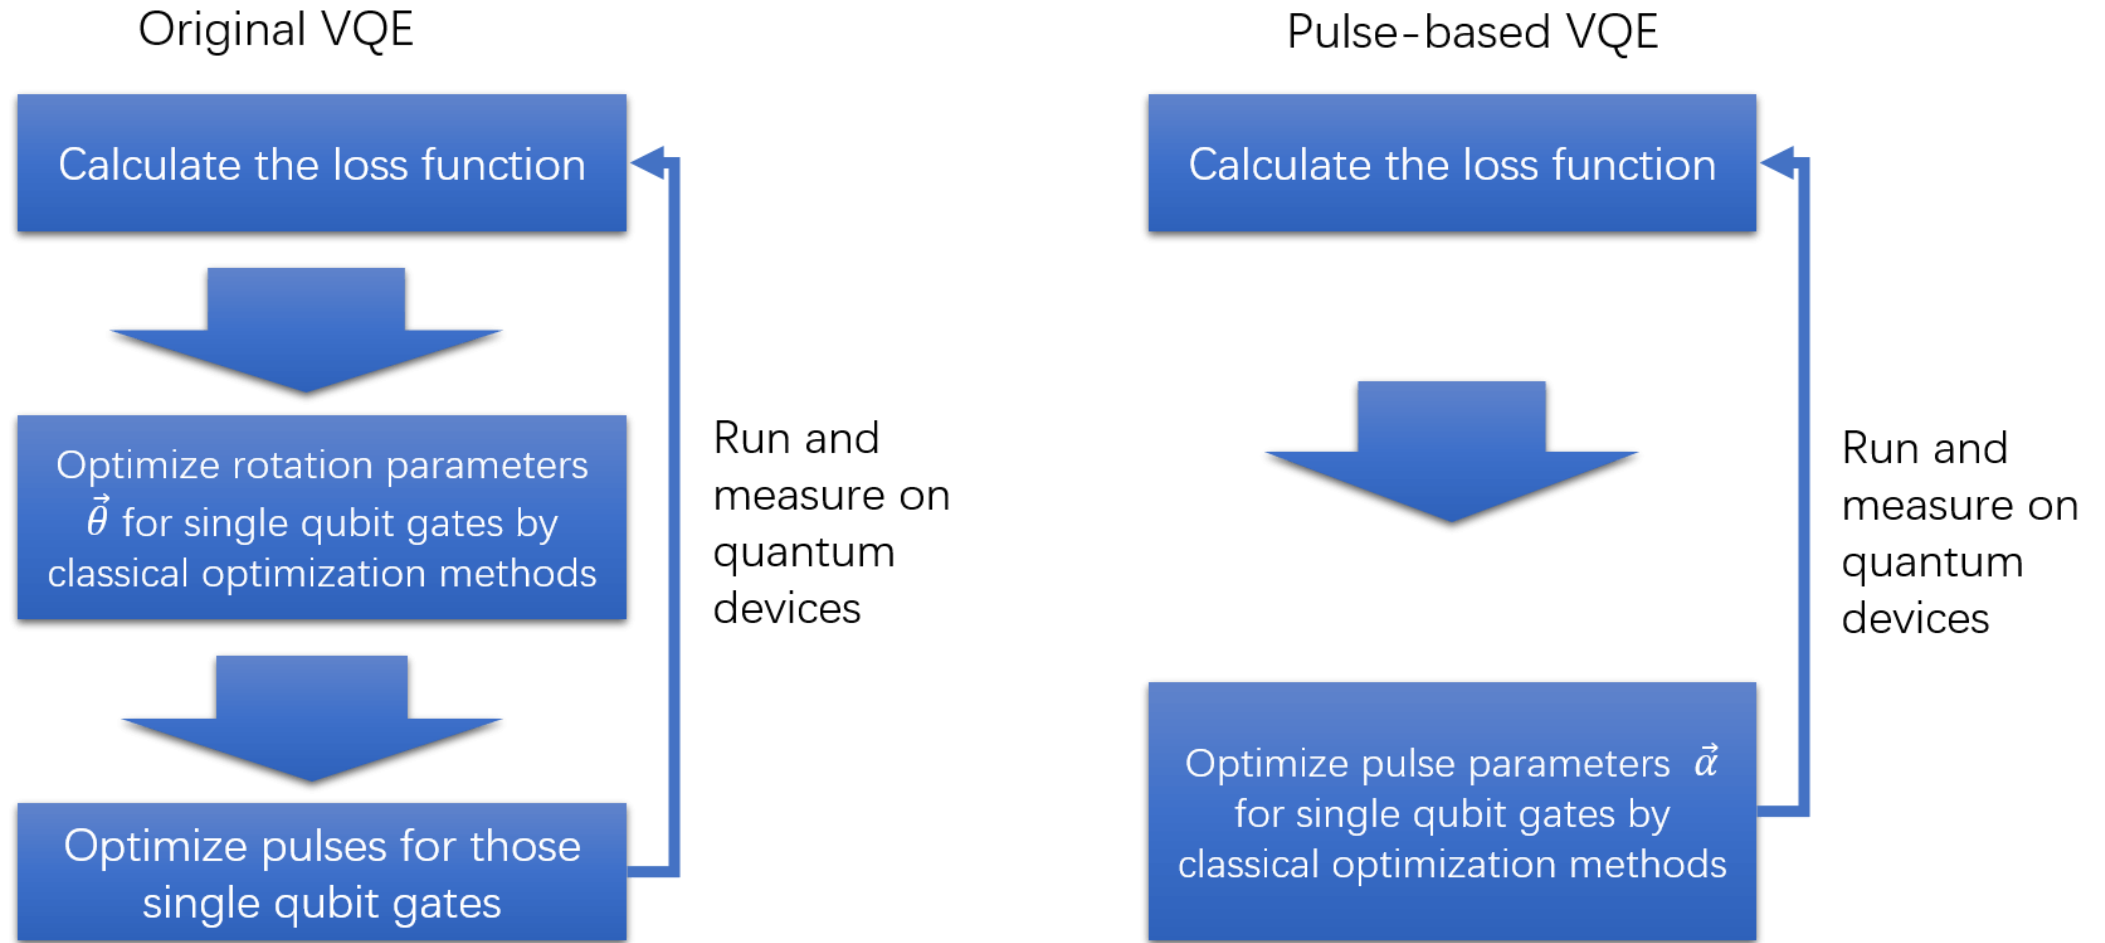 Original VQE
Calculate the loss function
Optimize rotation parameters
θ⃗ for single qubit gates by
classical optimization methods
Optimize pulses for those
single qubit gates
Run and
measure on
quantum
devices
Pulse-based VQE
Calculate the loss function
Optimize pulse parameters α⃗
for single qubit gates by
classical optimization methods
Run and
measure on
quantum
devices